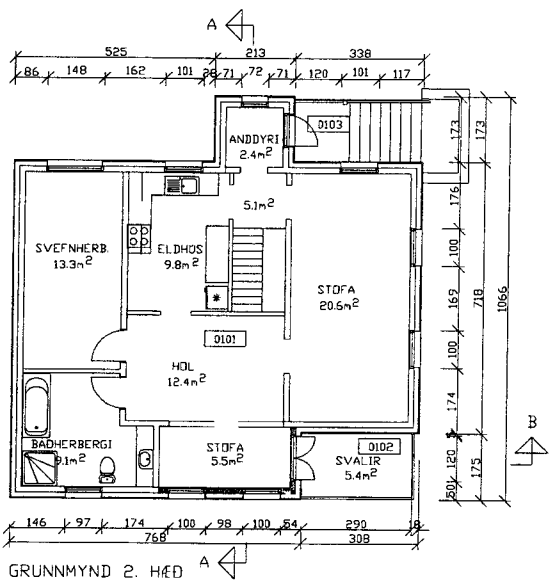 A
525 213 338
86 148 162 101 28 71 72 71 120 101 117
0103
ANDDYRI
2.4m²
173 173
5.1m²
176
SVEFNHERB.
13.3m²
ELDHÚS
9.8m²
100
STOFA
20.6m²
169 718 1066
0101
HOL
12.4m²
100
174
B
BAÐHERBERGI
9.1m²
STOFA
5.5m²
0102
SVALIR
5.4m²
120 175
60
146 97 174 100 98 100 54 290 18
768 308
A
GRUNNMYND 2. HÆÐ